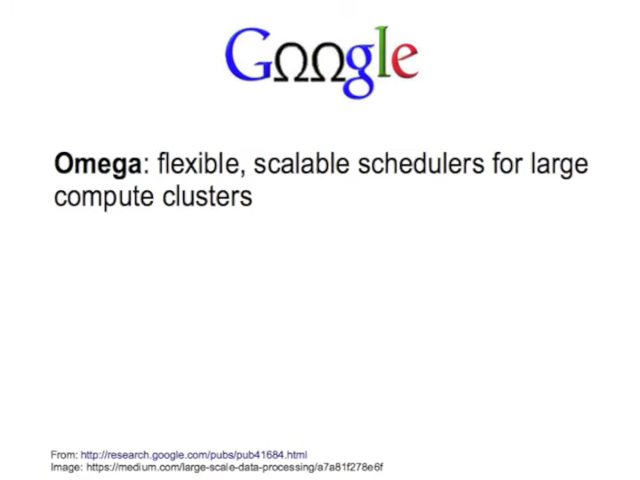 GΩΩgle
Omega: flexible, scalable schedulers for large
compute clusters
From: http://research.google.com/pubs/pub41684.html
Image: https://medium.com/large-scale-data-processing/a7a81f278e6f